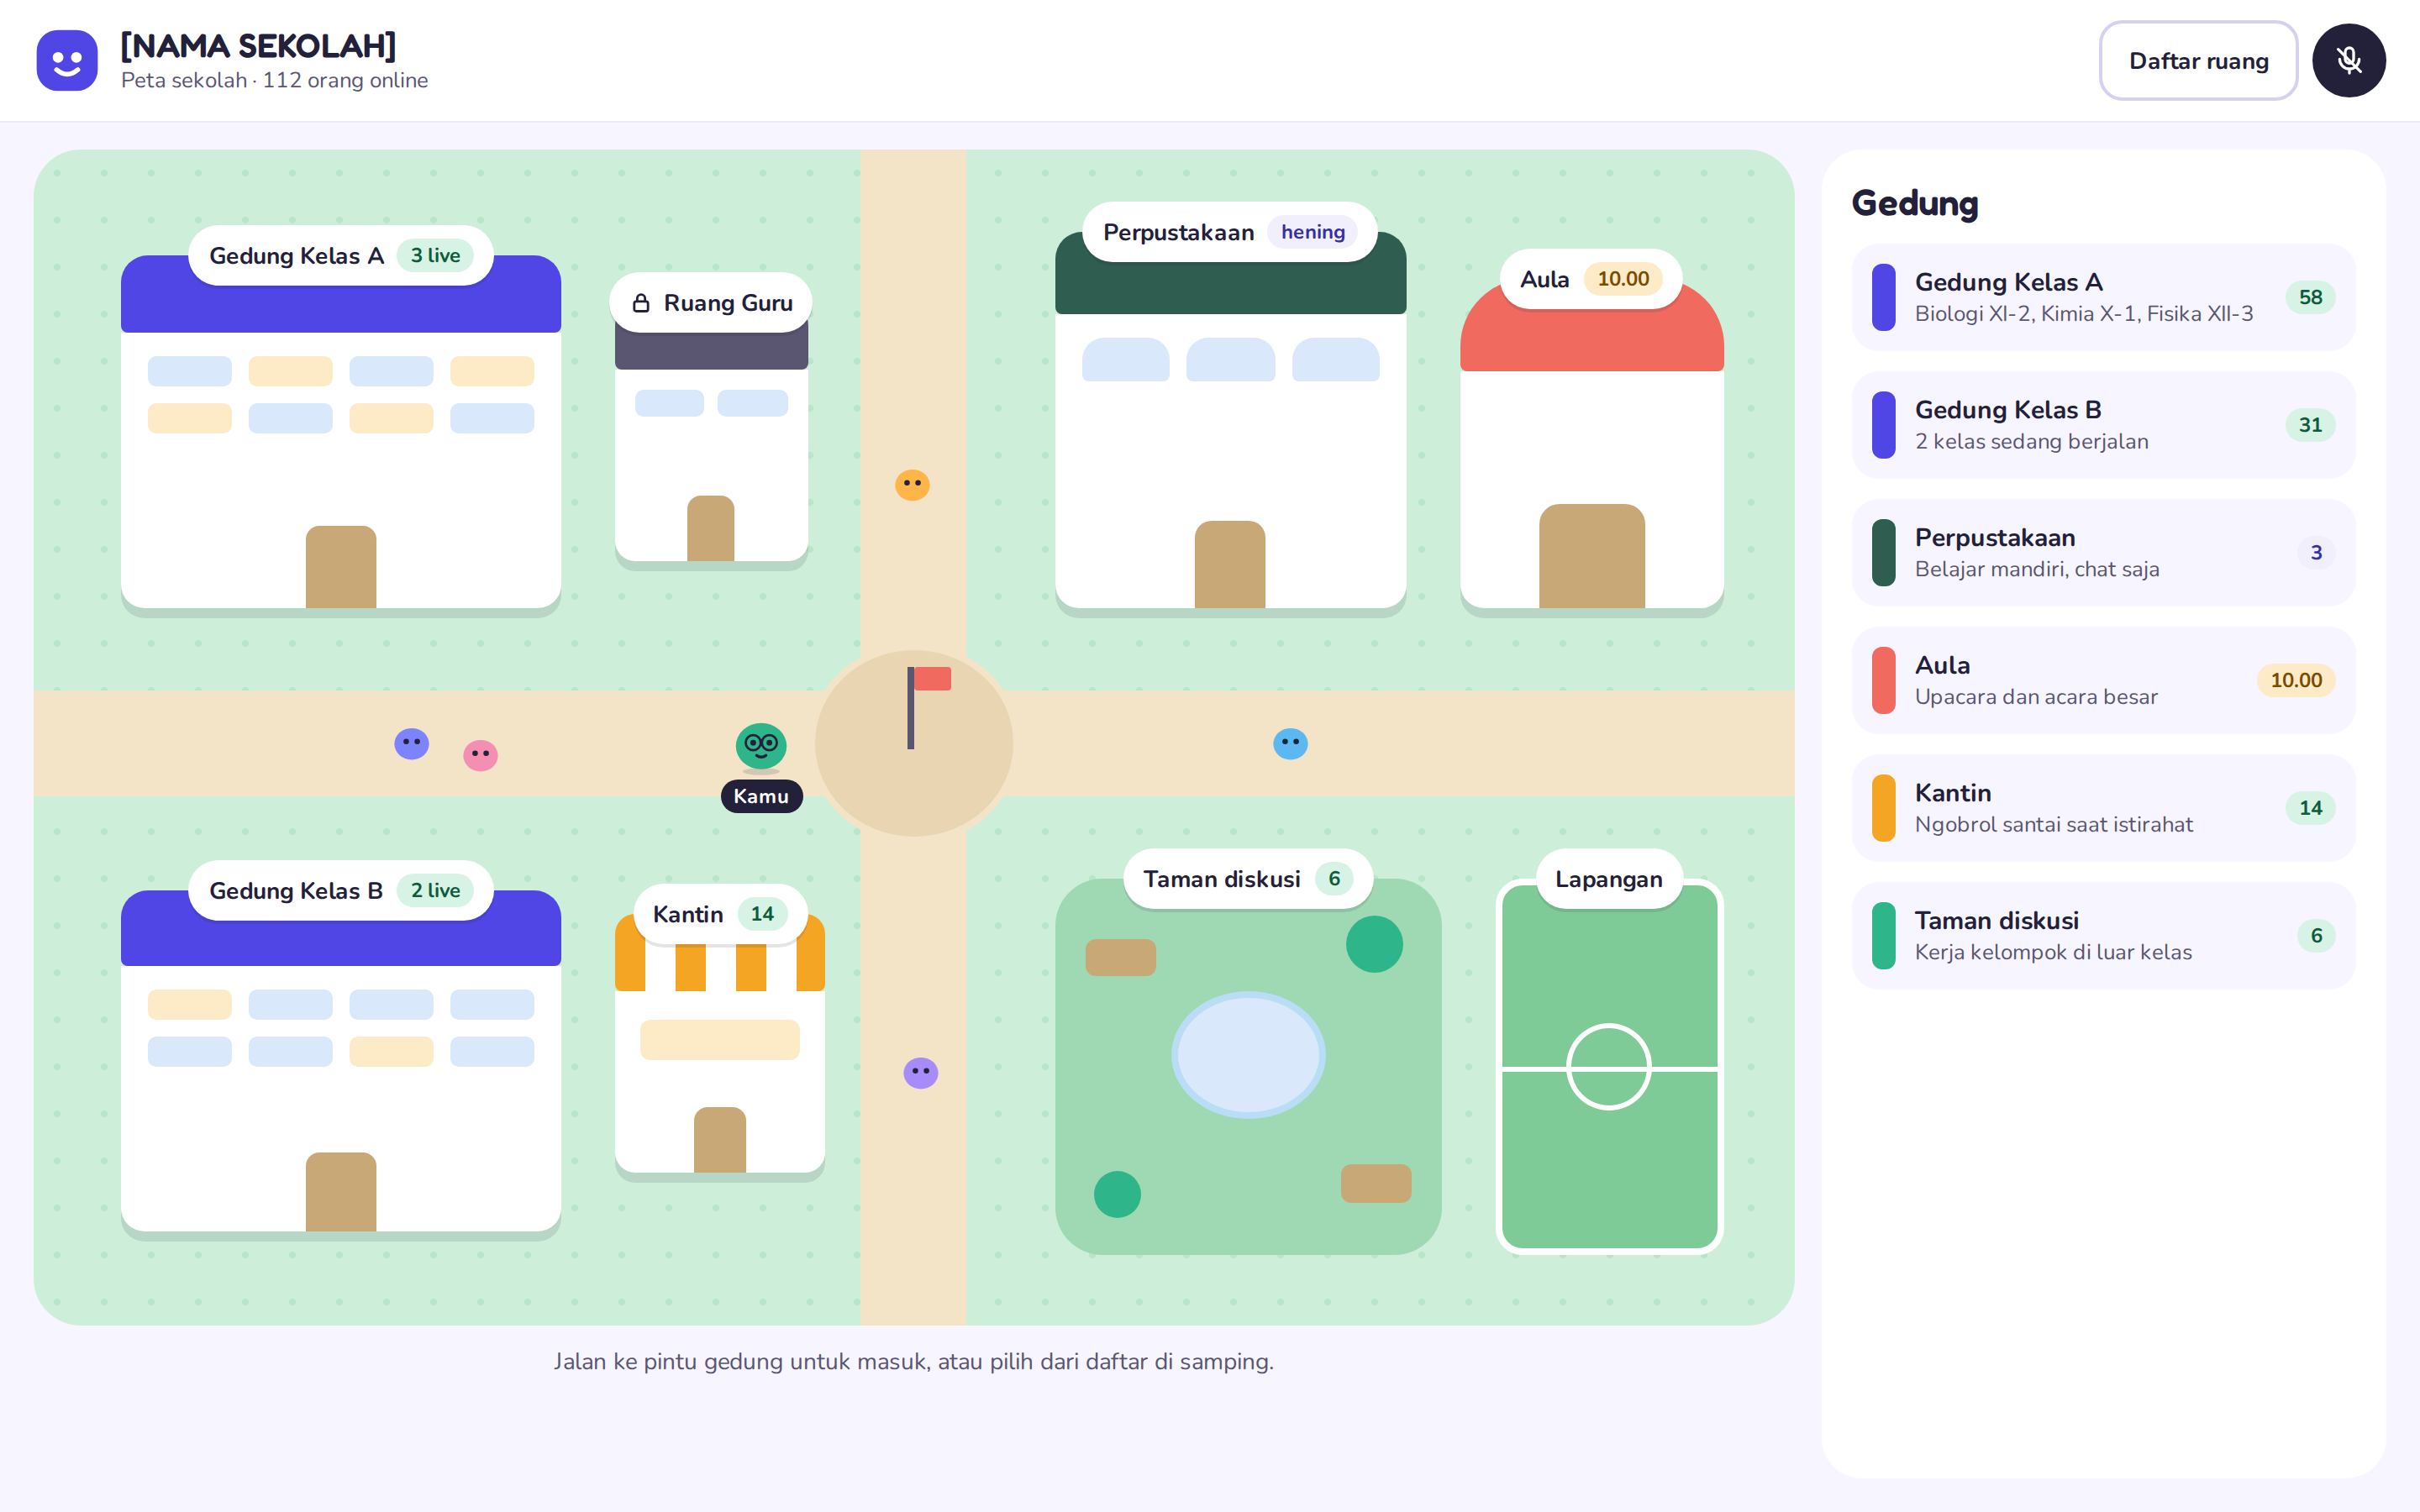 [NAMA SEKOLAH]
Peta sekolah · 112 orang online
Daftar ruang
Gedung Kelas A 3 live
Ruang Guru
Perpustakaan hening
Aula 10.00
Kamu
Gedung Kelas B 2 live
Kantin 14
Taman diskusi 6
Lapangan
Jalan ke pintu gedung untuk masuk, atau pilih dari daftar di samping.
Gedung
Gedung Kelas A
Biologi XI-2, Kimia X-1, Fisika XII-3
58
Gedung Kelas B
2 kelas sedang berjalan
31
Perpustakaan
Belajar mandiri, chat saja
3
Aula
Upacara dan acara besar
10.00
Kantin
Ngobrol santai saat istirahat
14
Taman diskusi
Kerja kelompok di luar kelas
6